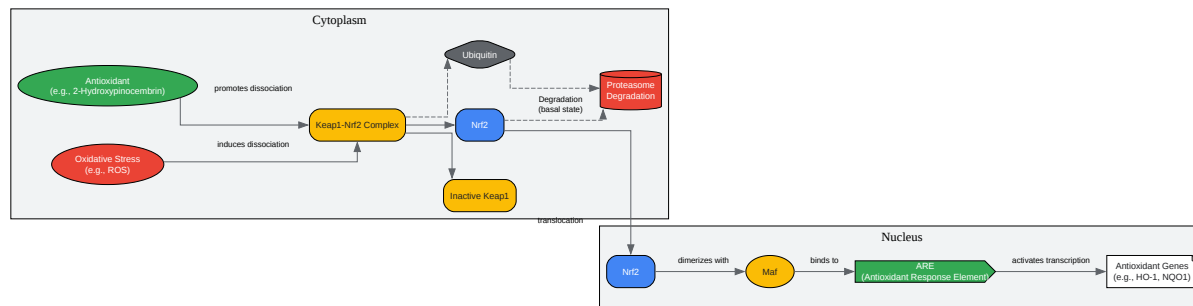 Cytoplasm
Ubiquitin
Antioxidant
(e.g., 2-Hydroxypinocembrin)
promotes dissociation
Proteasome
Degradation
Degradation
(basal state)
Keap1-Nrf2 Complex
Nrf2
induces dissociation
Oxidative Stress
(e.g., ROS)
Inactive Keap1
translocation
Nucleus
Nrf2
dimerizes with
Maf
binds to
ARE
(Antioxidant Response Element)
activates transcription
Antioxidant Genes
(e.g., HO-1, NQO1)